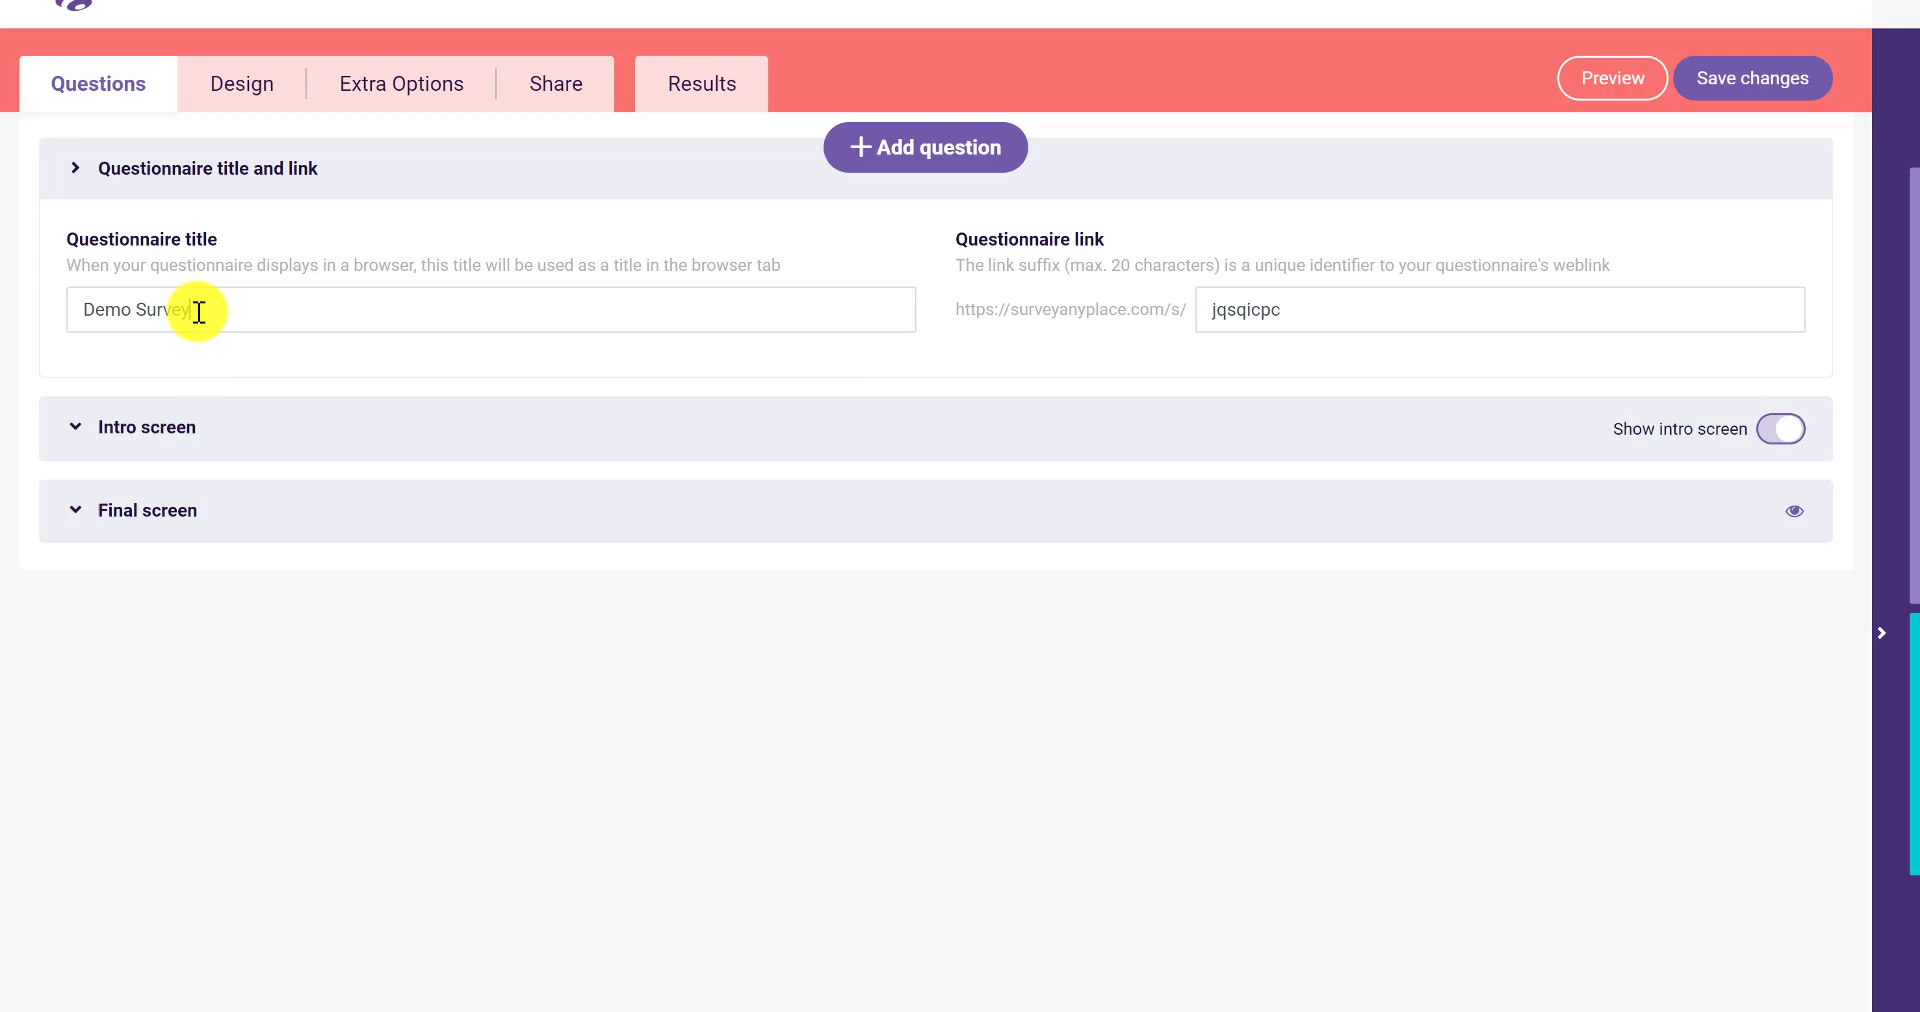 Questions
Design
Extra Options
Share
Results
Preview
Save changes
Add question
Questionnaire title and link
Questionnaire title
Questionnaire link
When your questionnaire displays in a browser, this title will be used as a title in the browser tab
The link suffix (max. 20 characters) is a unique identifier to your questionnaire's weblink
Demo Survey
https://surveyanyplace.com/s/
jqsqicpc
Intro screen
Show intro screen
Final screen